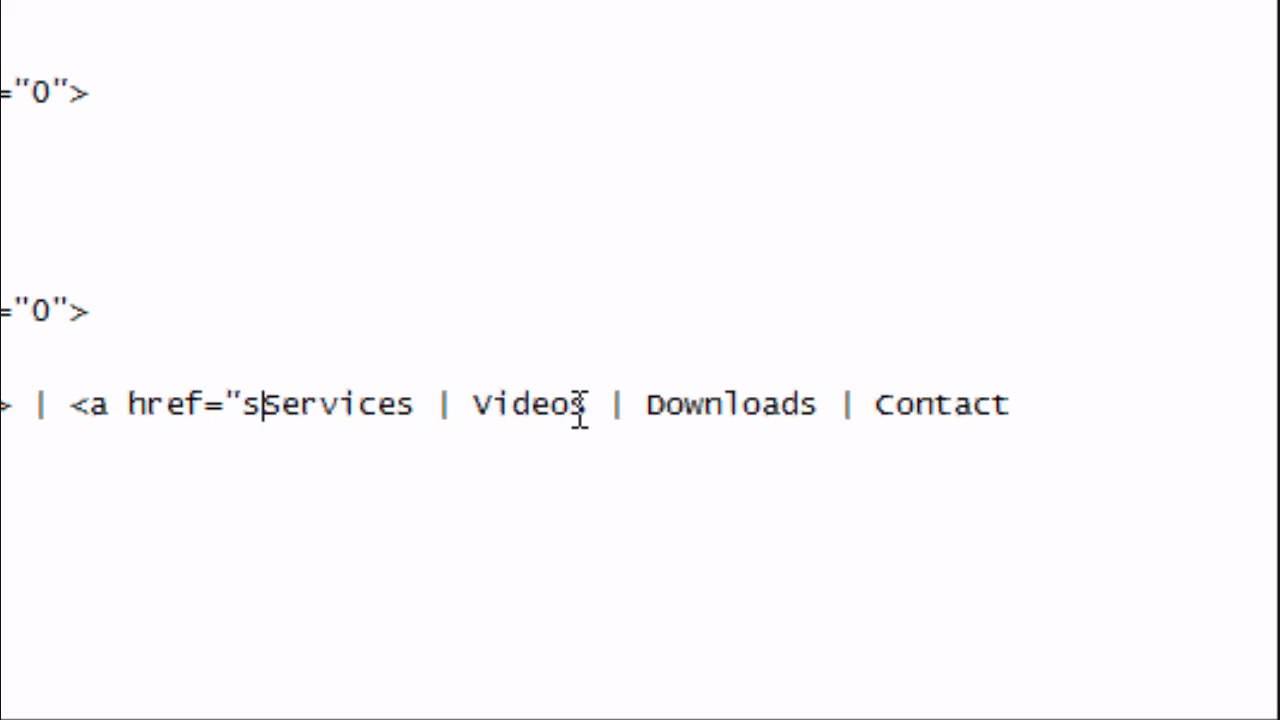 ="0">
="0">
> | <a href="sServices | Videos | Downloads | Contact